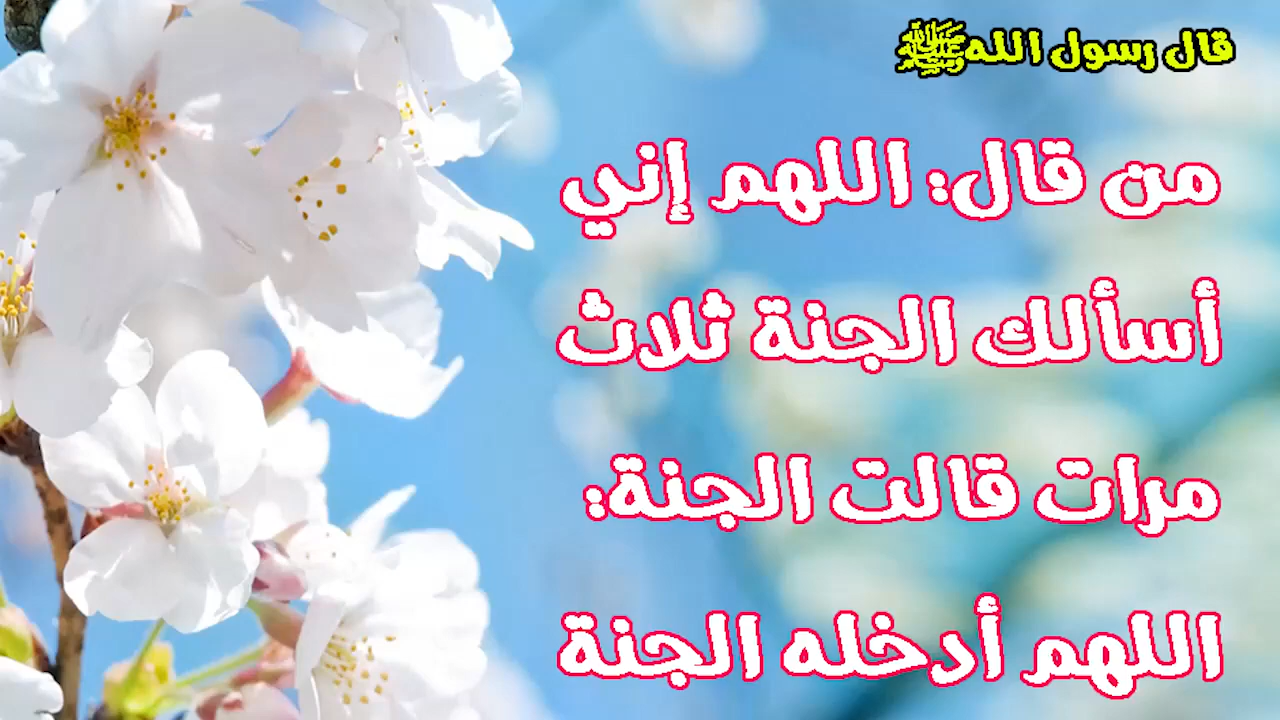 قال رسول الله ﷺ
من قال: اللهم إني
أسألك الجنة ثلاث
مرات قالت الجنة:
اللهم أدخله الجنة